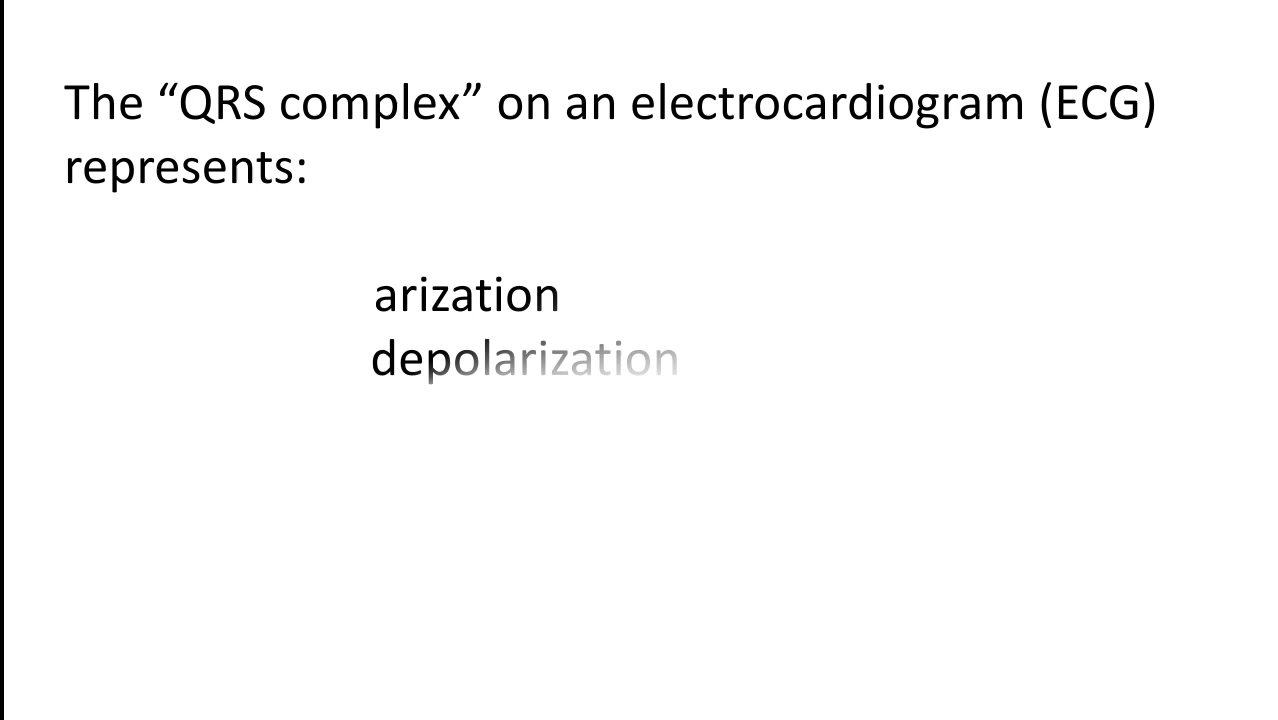 The “QRS complex” on an electrocardiogram (ECG)
represents:
arization
depolarization